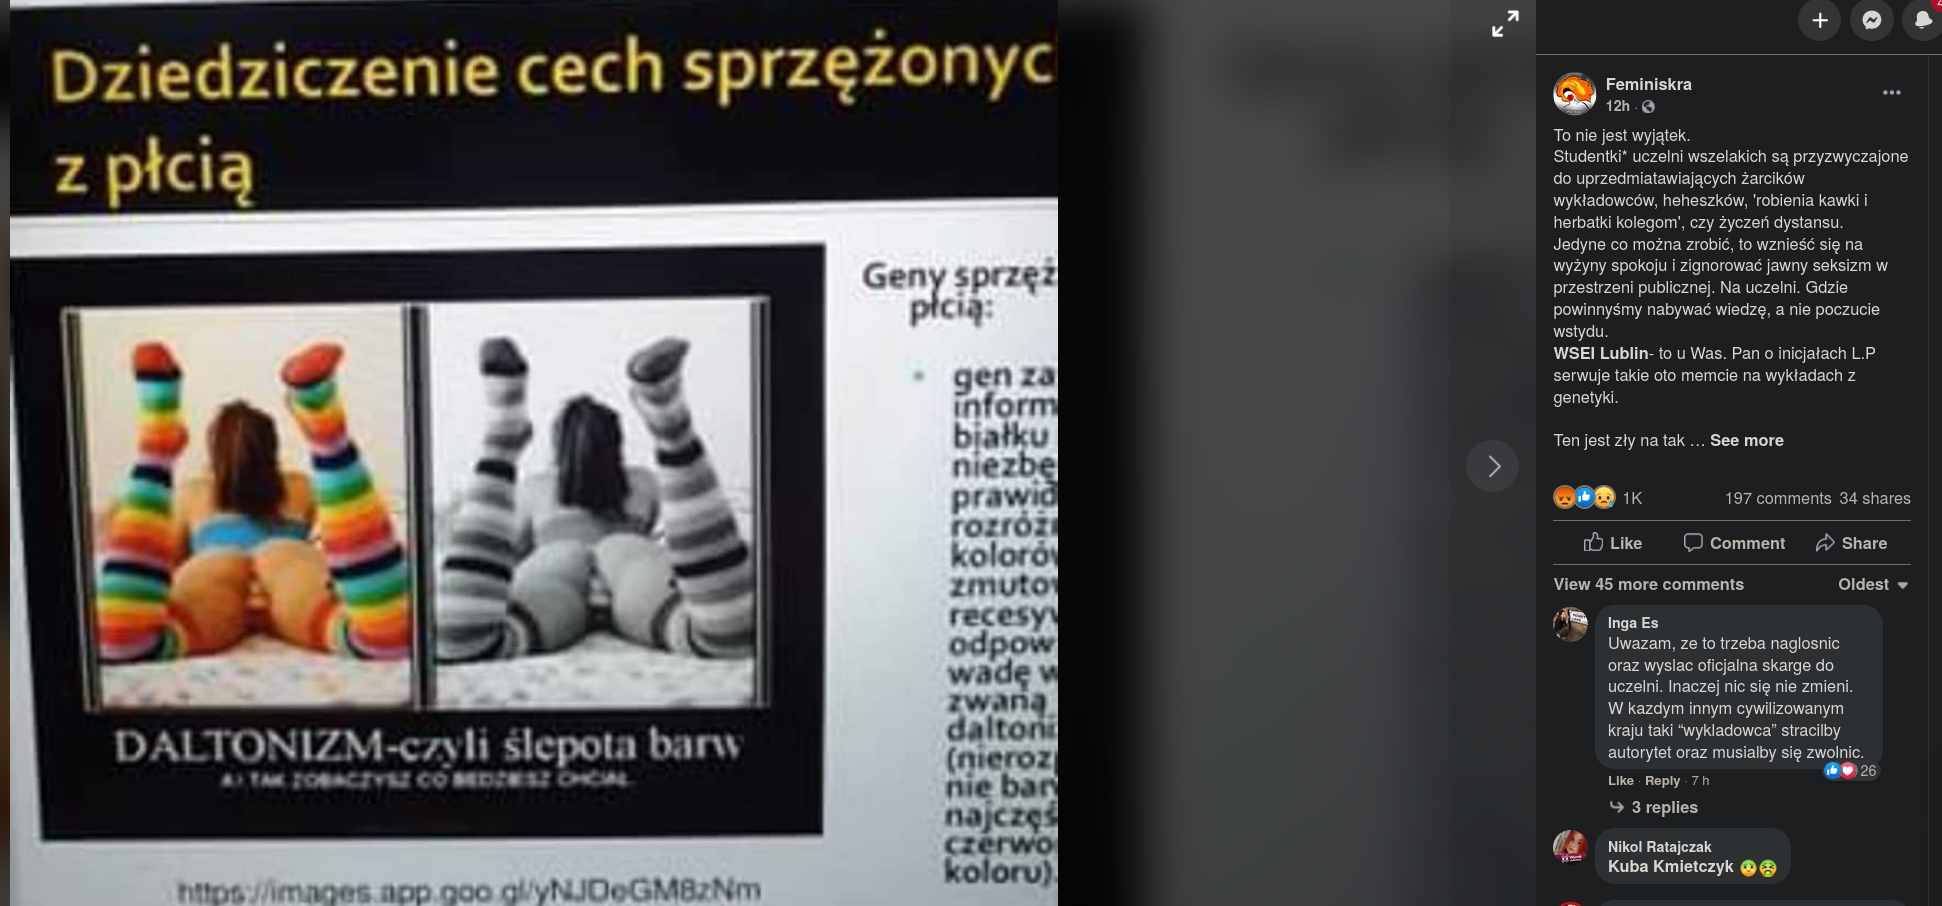 Dziedziczenie cech sprzężonyc
z płcią
Geny sprzęż
płcią:
gen za
inform
białku
niezbę
prawid
rozróż
kolorów
zmuto
recesyw
odpow
wadę w
zwaną
daltoni
(nieroz
nie barw
najczęś
czerwo
koloru).
DALTONIZM-czyli ślepota barw
A I TAK ZOBACZYSZ CO BEDZIESZ CHCIAŁ
https://images.app.goo.gl/yNJDeGM8zNm
Feminiskra
12h ·
To nie jest wyjątek.
Studentki* uczelni wszelakich są przyzwyczajone
do uprzedmiatawiających żarcików
wykładowców, heheszków, 'robienia kawki i
herbatki kolegom', czy życzeń dystansu.
Jedyne co można zrobić, to wznieść się na
wyżyny spokoju i zignorować jawny seksizm w
przestrzeni publicznej. Na uczelni. Gdzie
powinnyśmy nabywać wiedzę, a nie poczucie
wstydu.
WSEI Lublin- to u Was. Pan o inicjałach L.P
serwuje takie oto memcie na wykładach z
genetyki.
Ten jest zły na tak … See more
1K 197 comments 34 shares
Like Comment Share
View 45 more comments Oldest
Inga Es
Uwazam, ze to trzeba naglosnic
oraz wyslac oficjalna skarge do
uczelni. Inaczej nic się nie zmieni.
W kazdym innym cywilizowanym
kraju taki “wykladowca” stracilby
autorytet oraz musialby się zwolnic.
26
Like · Reply · 7 h
3 replies
Nikol Ratajczak
Kuba Kmietczyk 🤢🤮